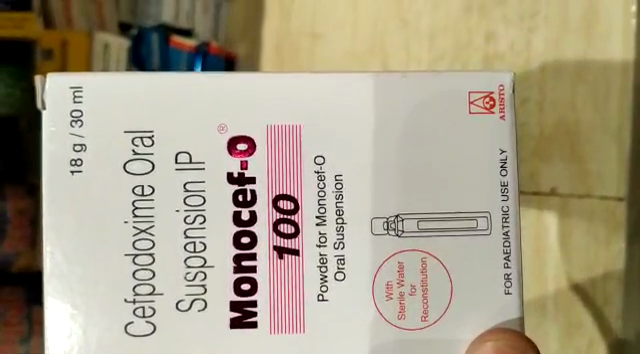 18 g / 30 ml
Cefpodoxime Oral
Suspension IP
Monocef-O®
100
Powder for Monocef-O
Oral Suspension
With
Sterile Water
for
Reconstitution
FOR PAEDIATRIC USE ONLY
ARISTO